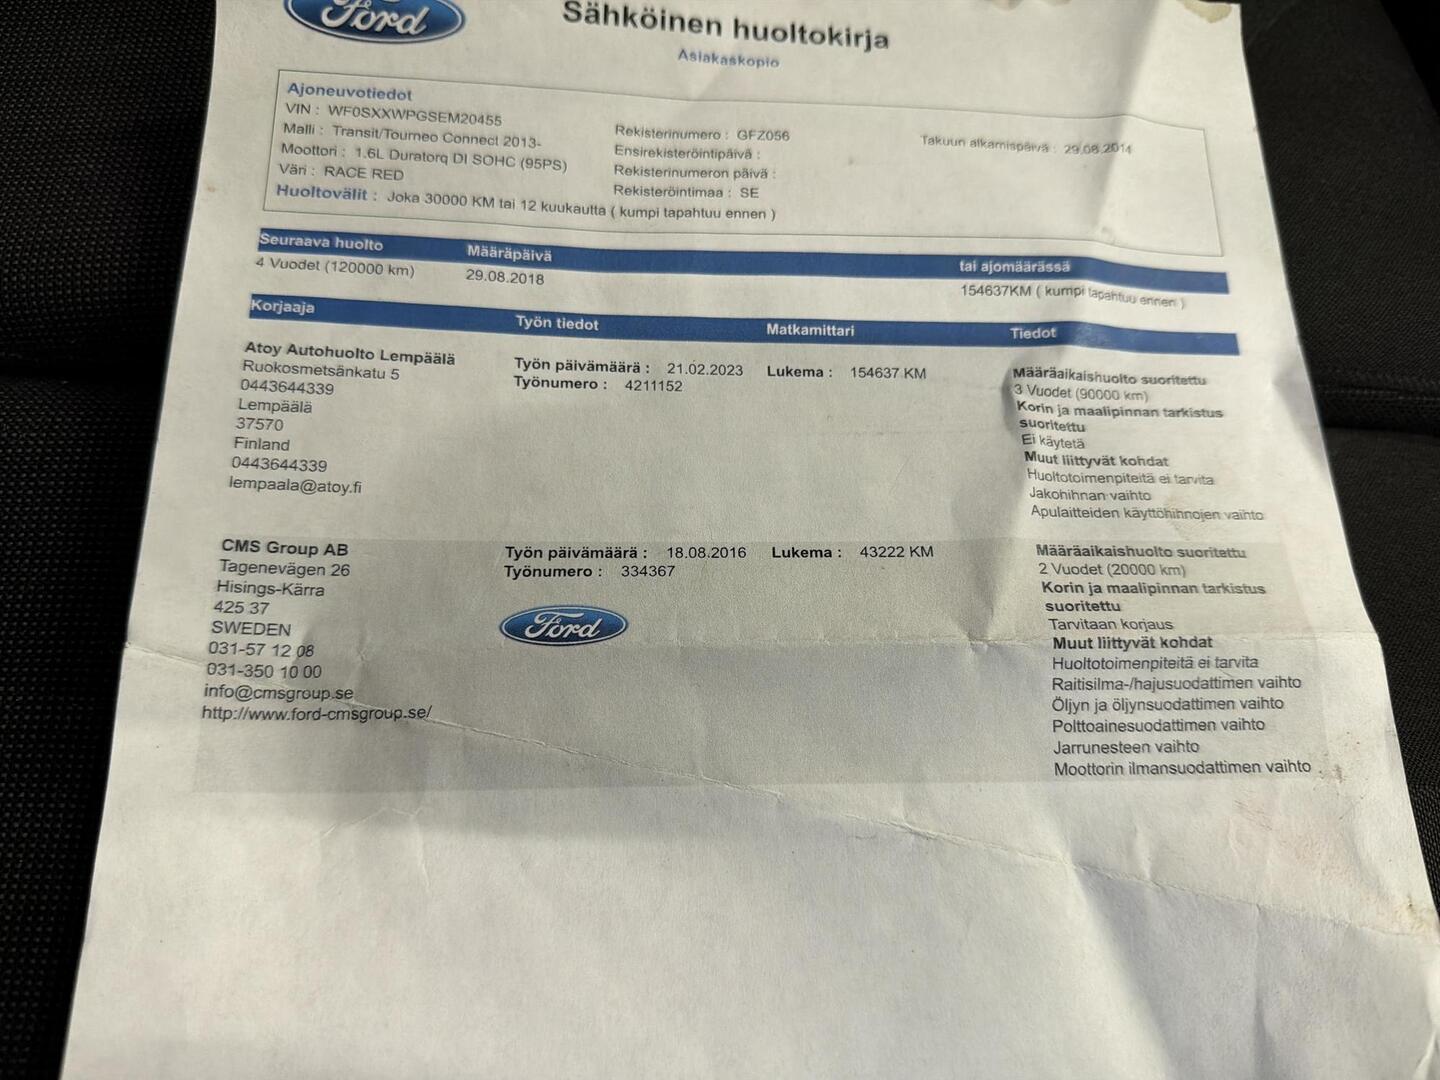 Ford
Sähköinen huoltokirja
Asiakaskopio
Ajoneuvotiedot
VIN : WF0SXXWPGSEM20455
Malli : Transit/Tourneo Connect 2013-
Moottori : 1.6L Duratorq DI SOHC (95PS)
Väri : RACE RED
Rekisterinumero : GFZ056
Ensirekisteröintipäivä :
Rekisterinumeron päivä :
Rekisteröintimaa : SE
Takuun alkamispäivä : 29.08.2014
Huoltovälit : Joka 30000 KM tai 12 kuukautta ( kumpi tapahtuu ennen )
Seuraava huolto Määräpäivä tai ajomäärässä
4 Vuodet (120000 km) 29.08.2018 154637KM ( kumpi tapahtuu ennen )
Korjaaja Työn tiedot Matkamittari Tiedot
Atoy Autohuolto Lempäälä
Ruokosmetsänkatu 5
0443644339
Lempäälä
37570
Finland
0443644339
lempaala@atoy.fi
Työn päivämäärä : 21.02.2023 Lukema : 154637 KM
Työnumero : 4211152
Määräaikaishuolto suoritettu
3 Vuodet (90000 km)
Korin ja maalipinnan tarkistus
suoritettu
Ei käytetä
Muut liittyvät kohdat
Huoltotoimenpiteitä ei tarvita
Jakohihnan vaihto
Apulaitteiden käyttöhihnojen vaihto
CMS Group AB
Tagenevägen 26
Hisings-Kärra
425 37
SWEDEN
031-57 12 08
031-350 10 00
info@cmsgroup.se
http://www.ford-cmsgroup.se/
Työn päivämäärä : 18.08.2016 Lukema : 43222 KM
Työnumero : 334367
Ford
Määräaikaishuolto suoritettu
2 Vuodet (20000 km)
Korin ja maalipinnan tarkistus
suoritettu
Tarvitaan korjaus
Muut liittyvät kohdat
Huoltotoimenpiteitä ei tarvita
Raitisilma-/hajusuodattimen vaihto
Öljyn ja öljynsuodattimen vaihto
Polttoainesuodattimen vaihto
Jarrunesteen vaihto
Moottorin ilmansuodattimen vaihto